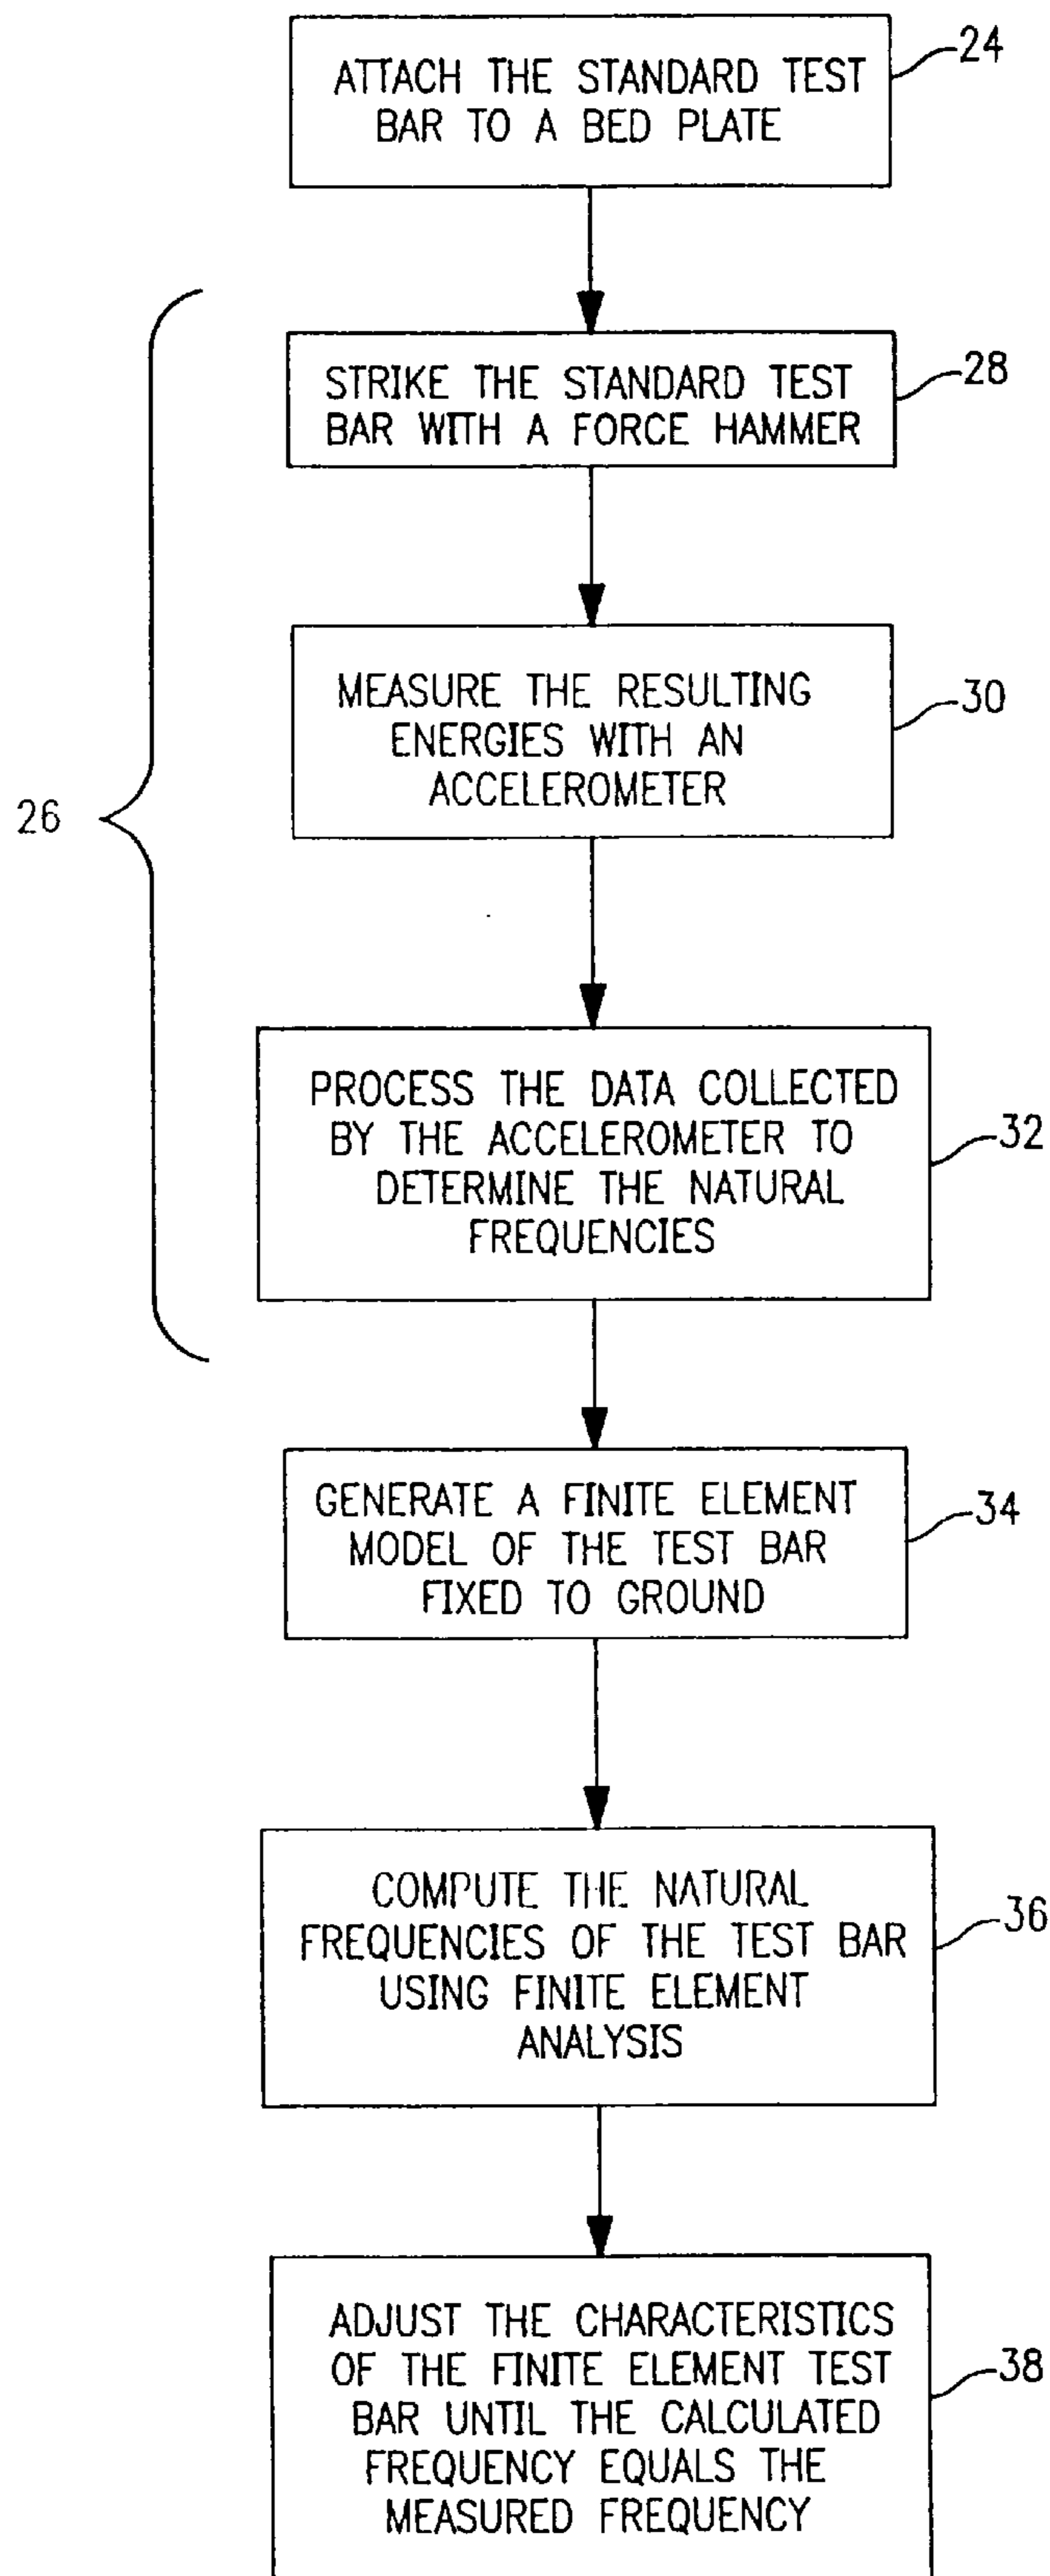 ATTACH THE STANDARD TEST
BAR TO A BED PLATE
24
26
STRIKE THE STANDARD TEST
BAR WITH A FORCE HAMMER
28
MEASURE THE RESULTING
ENERGIES WITH AN
ACCELEROMETER
30
PROCESS THE DATA COLLECTED
BY THE ACCELEROMETER TO
DETERMINE THE NATURAL
FREQUENCIES
32
GENERATE A FINITE ELEMENT
MODEL OF THE TEST BAR
FIXED TO GROUND
34
COMPUTE THE NATURAL
FREQUENCIES OF THE TEST BAR
USING FINITE ELEMENT
ANALYSIS
36
ADJUST THE CHARACTERISTICS
OF THE FINITE ELEMENT TEST
BAR UNTIL THE CALCULATED
FREQUENCY EQUALS THE
MEASURED FREQUENCY
38